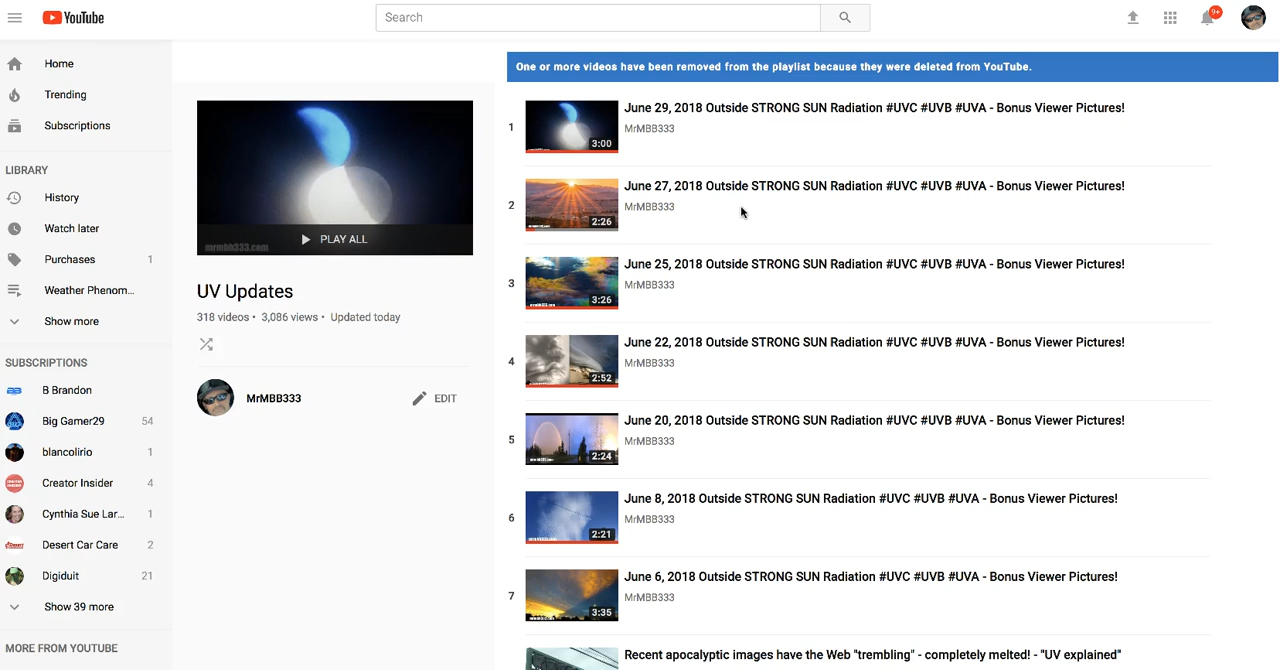 YouTube
Search
9+
Home
Trending
Subscriptions
LIBRARY
History
Watch later
Purchases 1
Weather Phenom...
Show more
SUBSCRIPTIONS
B Brandon
Big Gamer29 54
blancolirio 1
Creator Insider 4
Cynthia Sue Lar... 1
Desert Car Care 2
Digiduit 21
Show 39 more
MORE FROM YOUTUBE
mrmbb333.com
PLAY ALL
UV Updates
318 videos • 3,086 views • Updated today
MrMBB333
EDIT
One or more videos have been removed from the playlist because they were deleted from YouTube.
1
3:00
June 29, 2018 Outside STRONG SUN Radiation #UVC #UVB #UVA - Bonus Viewer Pictures!
MrMBB333
2
2:26
June 27, 2018 Outside STRONG SUN Radiation #UVC #UVB #UVA - Bonus Viewer Pictures!
MrMBB333
3
3:26
June 25, 2018 Outside STRONG SUN Radiation #UVC #UVB #UVA - Bonus Viewer Pictures!
MrMBB333
4
2:52
June 22, 2018 Outside STRONG SUN Radiation #UVC #UVB #UVA - Bonus Viewer Pictures!
MrMBB333
5
2:24
June 20, 2018 Outside STRONG SUN Radiation #UVC #UVB #UVA - Bonus Viewer Pictures!
MrMBB333
6
2:21
June 8, 2018 Outside STRONG SUN Radiation #UVC #UVB #UVA - Bonus Viewer Pictures!
MrMBB333
7
3:35
June 6, 2018 Outside STRONG SUN Radiation #UVC #UVB #UVA - Bonus Viewer Pictures!
MrMBB333
Recent apocalyptic images have the Web "trembling" - completely melted! - "UV explained"